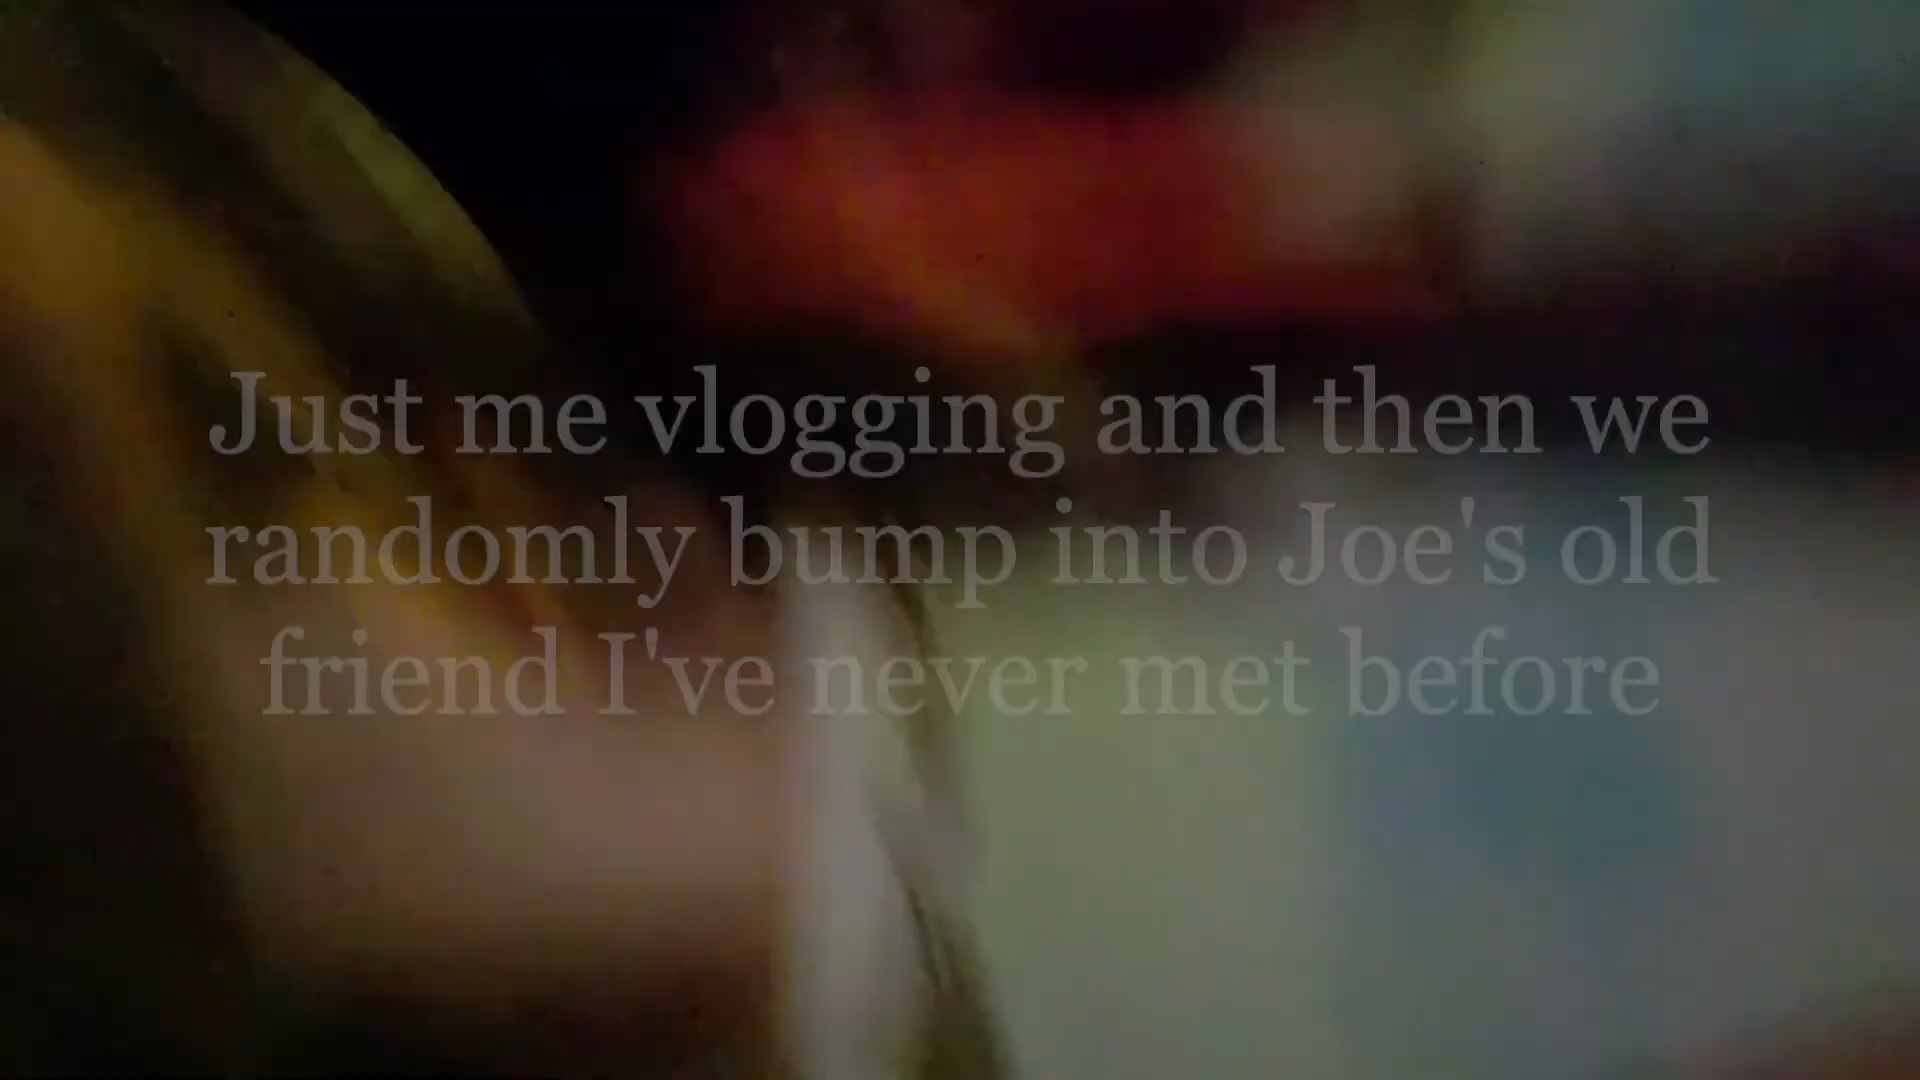 Just me vlogging and then we
randomly bump into Joe's old
friend I've never met before